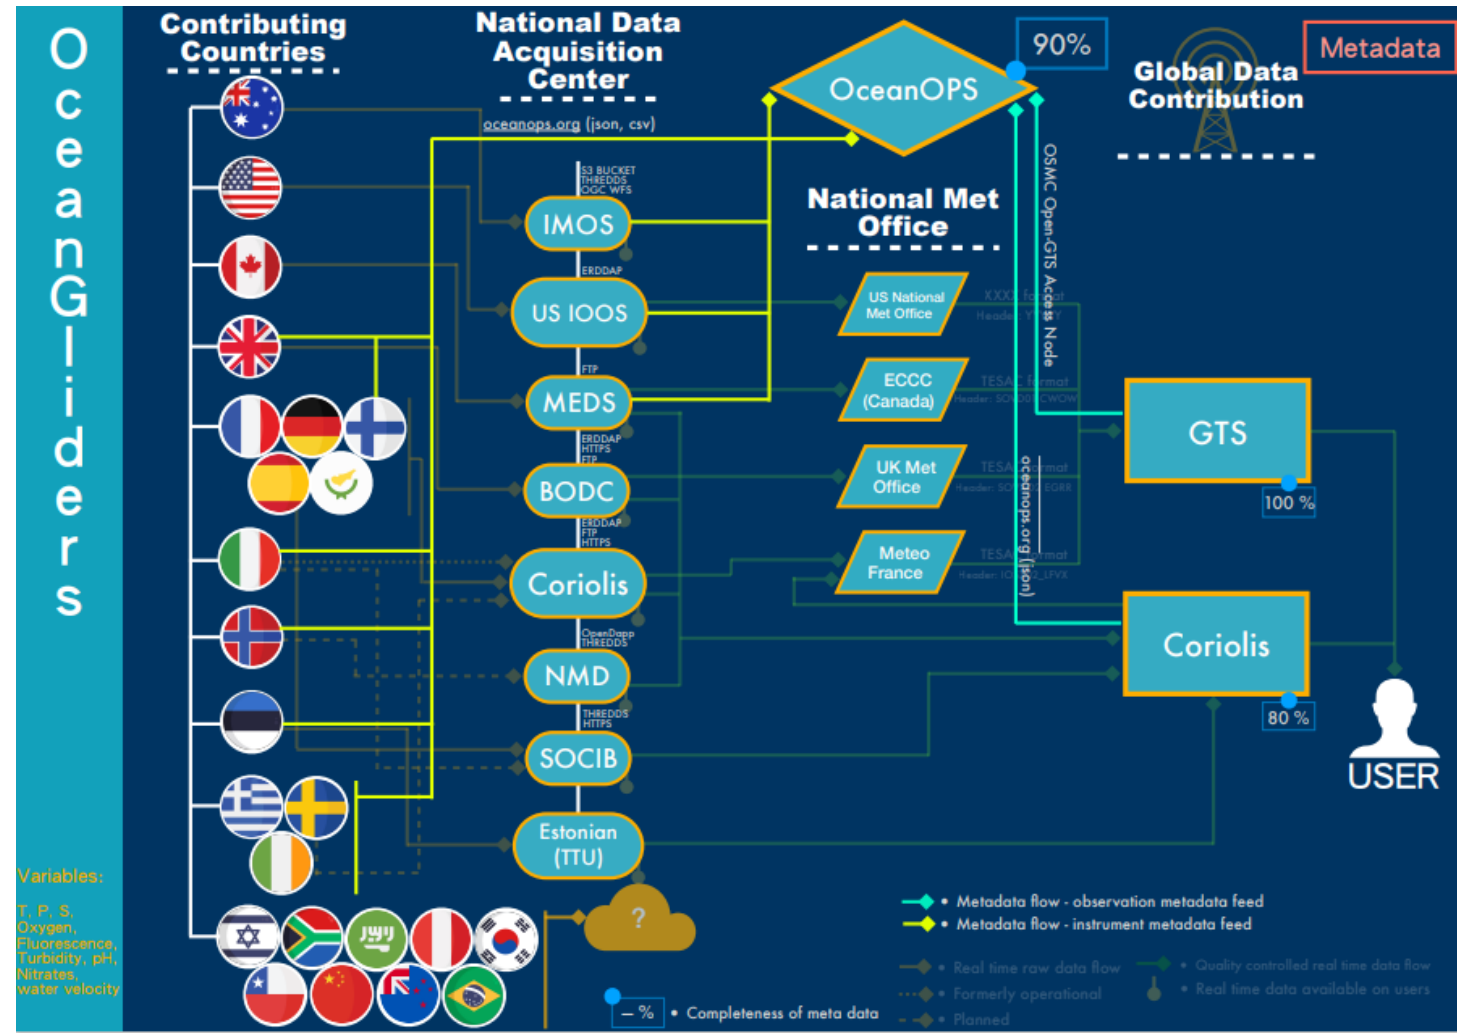 OceanGliders
Contributing
Countries
National Data
Acquisition
Center
oceanops.org (json, csv)
OceanOPS
90%
Metadata
Global Data
Contribution
OSMC Open-GTS Access Node
S3 BUCKET
THREDDS
OGC WFS
IMOS
National Met
Office
ERDDAP
US IOOS
US National
Met Office
FTP
MEDS
ECCC
(Canada)
TESAC format
GTS
ERDDAP
HTTPS
FTP
BODC
UK Met
Office
oceanops.org (json)
100 %
ERDDAP
FTP
HTTPS
Coriolis
Meteo
France
OpenDapp
THREDDS
NMD
Coriolis
80 %
THREDDS
HTTPS
SOCIB
USER
Estonian
(TTU)
Variables:
T, P, S,
Oxygen,
Fluorescence,
Turbidity, pH,
Nitrates,
water velocity
?
• Metadata flow - observation metadata feed
• Metadata flow - instrument metadata feed
• Real time raw data flow
• Quality controlled real time data flow
• Formerly operational
• Real time data available on users
• Planned
– % • Completeness of meta data